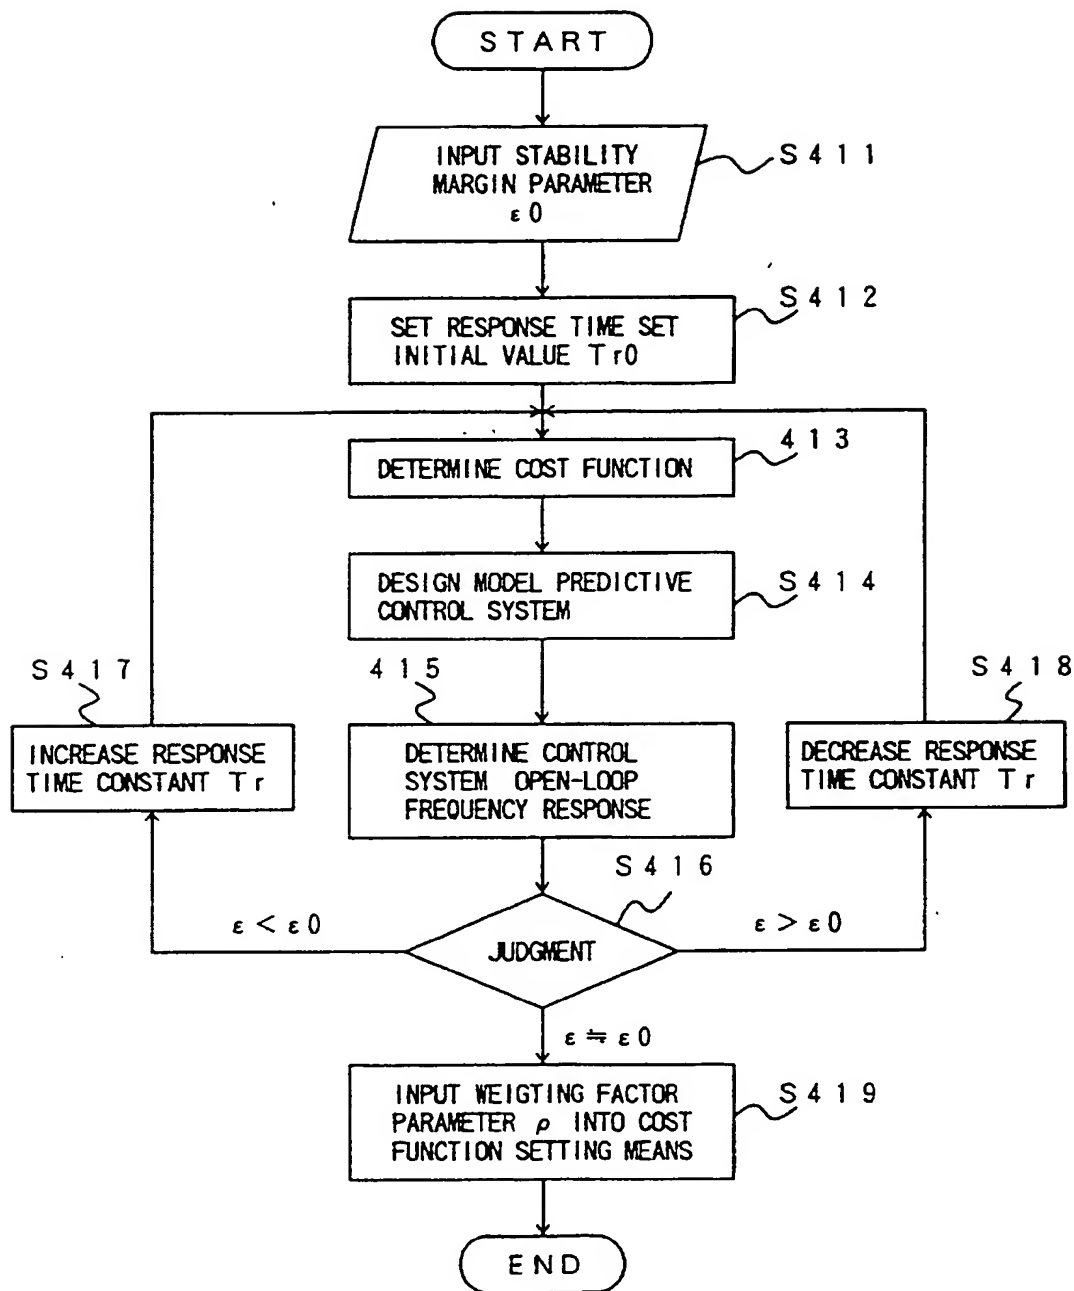 START
INPUT STABILITY
MARGIN PARAMETER
ε0
S411
SET RESPONSE TIME SET
INITIAL VALUE Tr0
S412
DETERMINE COST FUNCTION
413
DESIGN MODEL PREDICTIVE
CONTROL SYSTEM
S414
S417
INCREASE RESPONSE
TIME CONSTANT Tr
415
DETERMINE CONTROL
SYSTEM OPEN-LOOP
FREQUENCY RESPONSE
S418
DECREASE RESPONSE
TIME CONSTANT Tr
S416
ε < ε0
JUDGMENT
ε > ε0
ε ≒ ε0
INPUT WEIGTING FACTOR
PARAMETER ρ INTO COST
FUNCTION SETTING MEANS
S419
END